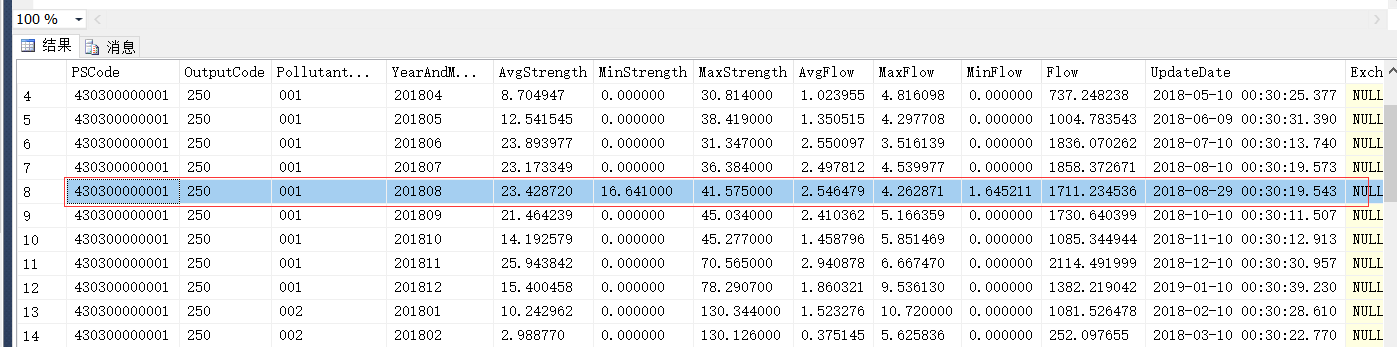 100 %
结果 消息
PSCode OutputCode Pollutant... YearAndM... AvgStrength MinStrength MaxStrength AvgFlow MaxFlow MinFlow Flow UpdateDate Exch
4 430300000001 250 001 201804 8.704947 0.000000 30.814000 1.023955 4.816098 0.000000 737.248238 2018-05-10 00:30:25.377 NULL
5 430300000001 250 001 201805 12.541545 0.000000 38.419000 1.350515 4.297708 0.000000 1004.783543 2018-06-09 00:30:31.390 NULL
6 430300000001 250 001 201806 23.893977 0.000000 31.347000 2.550097 3.516139 0.000000 1836.070262 2018-07-10 00:30:13.740 NULL
7 430300000001 250 001 201807 23.173349 0.000000 36.384000 2.497812 4.539977 0.000000 1858.372671 2018-08-10 00:30:19.573 NULL
8 430300000001 250 001 201808 23.428720 16.641000 41.575000 2.546479 4.262871 1.645211 1711.234536 2018-08-29 00:30:19.543 NULL
9 430300000001 250 001 201809 21.464239 0.000000 45.034000 2.410362 5.166359 0.000000 1730.640399 2018-10-10 00:30:11.507 NULL
10 430300000001 250 001 201810 14.192579 0.000000 45.277000 1.458796 5.851469 0.000000 1085.344944 2018-11-10 00:30:12.913 NULL
11 430300000001 250 001 201811 25.943842 0.000000 70.565000 2.940878 6.667470 0.000000 2114.491999 2018-12-10 00:30:30.957 NULL
12 430300000001 250 001 201812 15.400458 0.000000 78.290700 1.860321 9.536130 0.000000 1382.219042 2019-01-10 00:30:39.230 NULL
13 430300000001 250 002 201801 10.242962 0.000000 130.344000 1.523276 10.720000 0.000000 1081.526478 2018-02-10 00:30:28.610 NULL
14 430300000001 250 002 201802 2.988770 0.000000 130.126000 0.375145 5.625836 0.000000 252.097655 2018-03-10 00:30:22.770 NULL